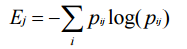 E_j = −∑_i p_ij log(p_ij)